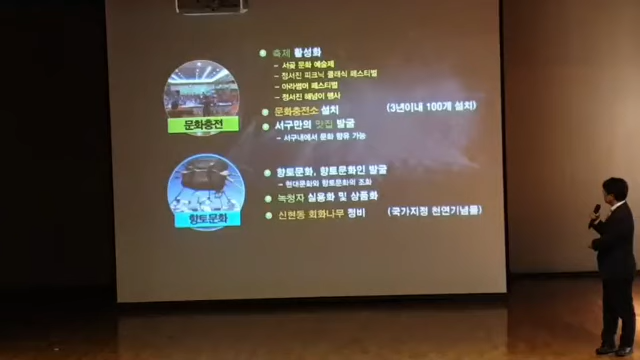 축제 활성화
- 서곶 문화 예술제
- 정서진 피크닉 클래식 페스티벌
- 아라썸머 페스티벌
- 정서진 해넘이 행사
문화충전
문화충전소 설치 (3년이내 100개 설치)
서구만의 맛집 발굴
- 서구내에서 문화 향유 가능
향토문화, 향토문화인 발굴
- 현대문화와 향토문화의 조화
녹청자 실용화 및 상품화
향토문화
신현동 회화나무 정비 (국가지정 천연기념물)